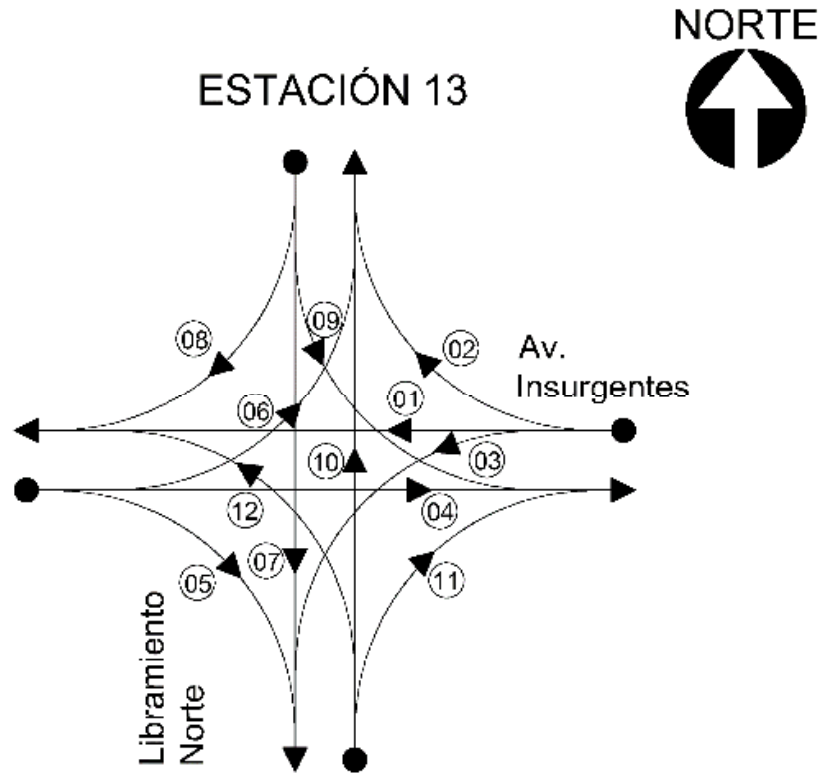 NORTE
ESTACIÓN 13
09
08
02
Av.
Insurgentes
06
01
10
03
12
04
07
05
11
Libramiento
Norte